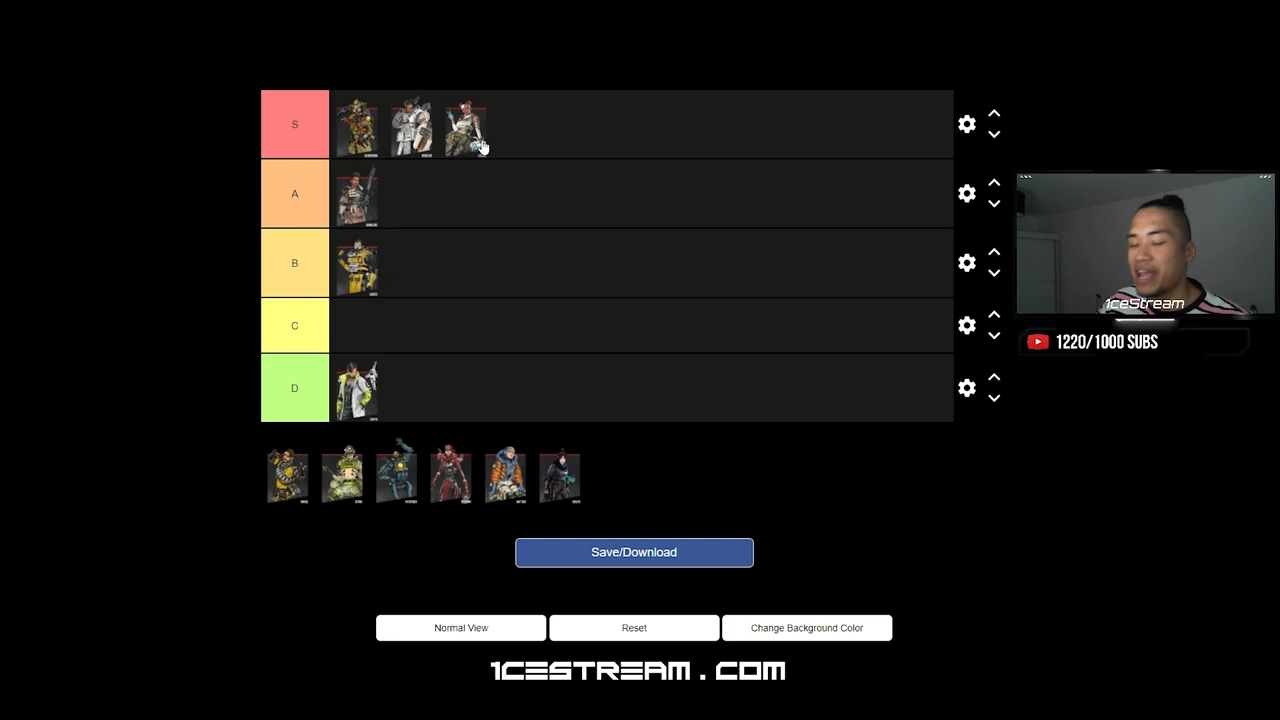 S
A
B
C
D
1ceStream
1220/1000 SUBS
Save/Download
Normal View
Reset
Change Background Color
1CESTREAM.COM